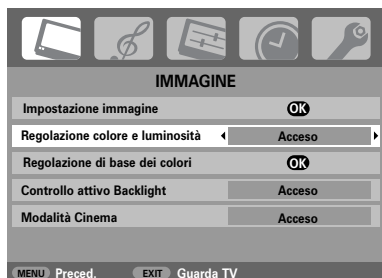 IMMAGINE
Impostazione immagine OK
Regolazione colore e luminosità Acceso
Regolazione di base dei colori OK
Controllo attivo Backlight Acceso
Modalità Cinema Acceso
MENU Preced. EXIT Guarda TV